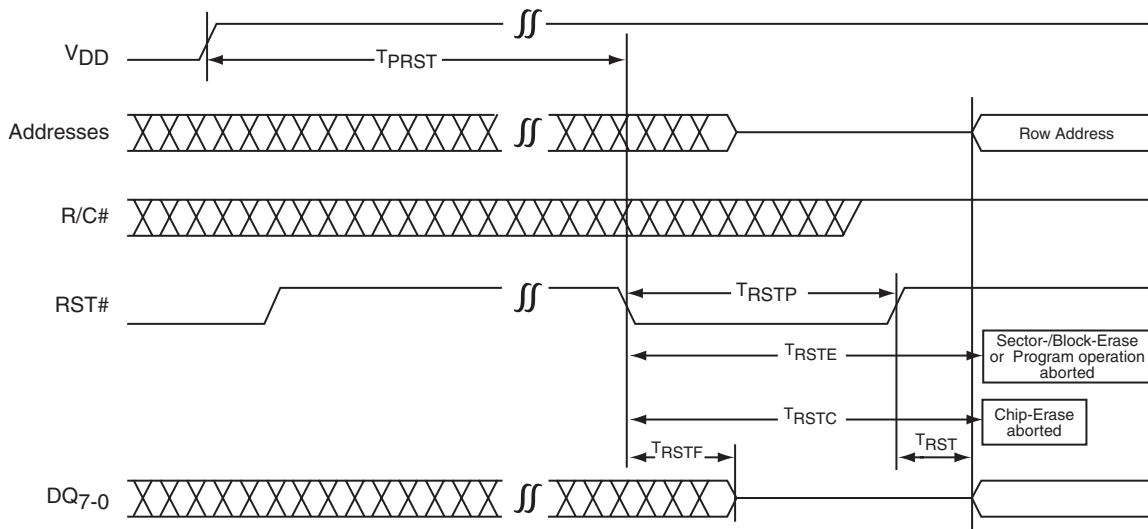 VDD
TPRST
Addresses
Row Address
R/C#
RST#
TRSTP
TRSTE
Sector-/Block-Erase
or Program operation
aborted
TRSTC
Chip-Erase
aborted
TRSTF
TRST
DQ7-0